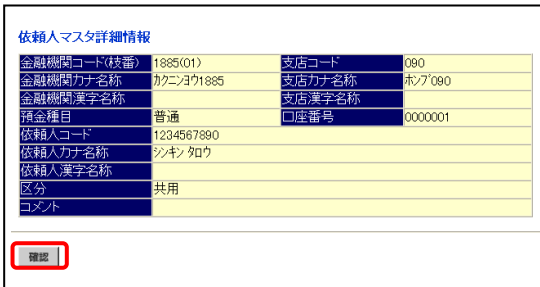 依頼人マスタ詳細情報
金融機関コード(枝番) 1885(01) 支店コード 090
金融機関カナ名称 カクニンヨウ1885 支店カナ名称 ホンプ090
金融機関漢字名称 支店漢字名称
預金種目 普通 口座番号 0000001
依頼人コード 1234567890
依頼人カナ名称 シンキン タロウ
依頼人漢字名称
区分 共用
コメント
確認